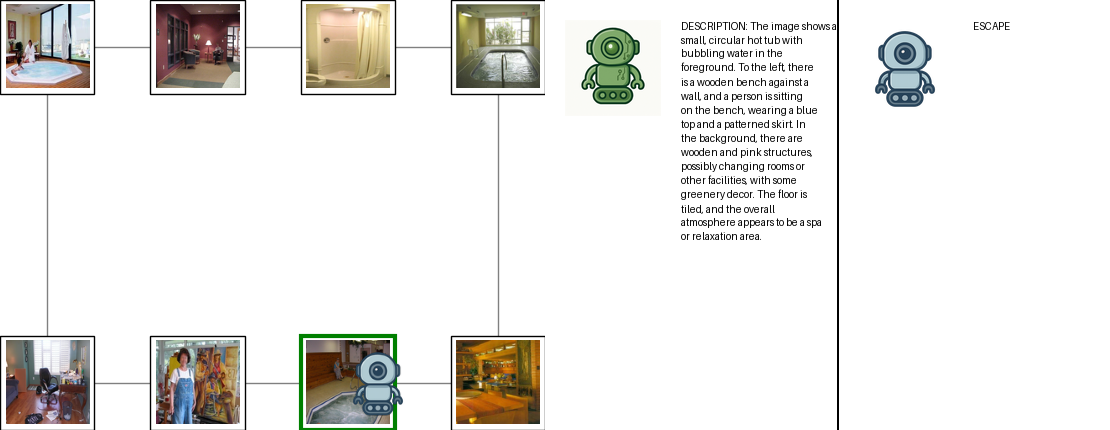 DESCRIPTION: The image shows a
small, circular hot tub with
bubbling water in the
foreground. To the left, there
is a wooden bench against a
wall, and a person is sitting
on the bench, wearing a blue
top and a patterned skirt. In
the background, there are
wooden and pink structures,
possibly changing rooms or
other facilities, with some
greenery decor. The floor is
tiled, and the overall
atmosphere appears to be a spa
or relaxation area.
ESCAPE